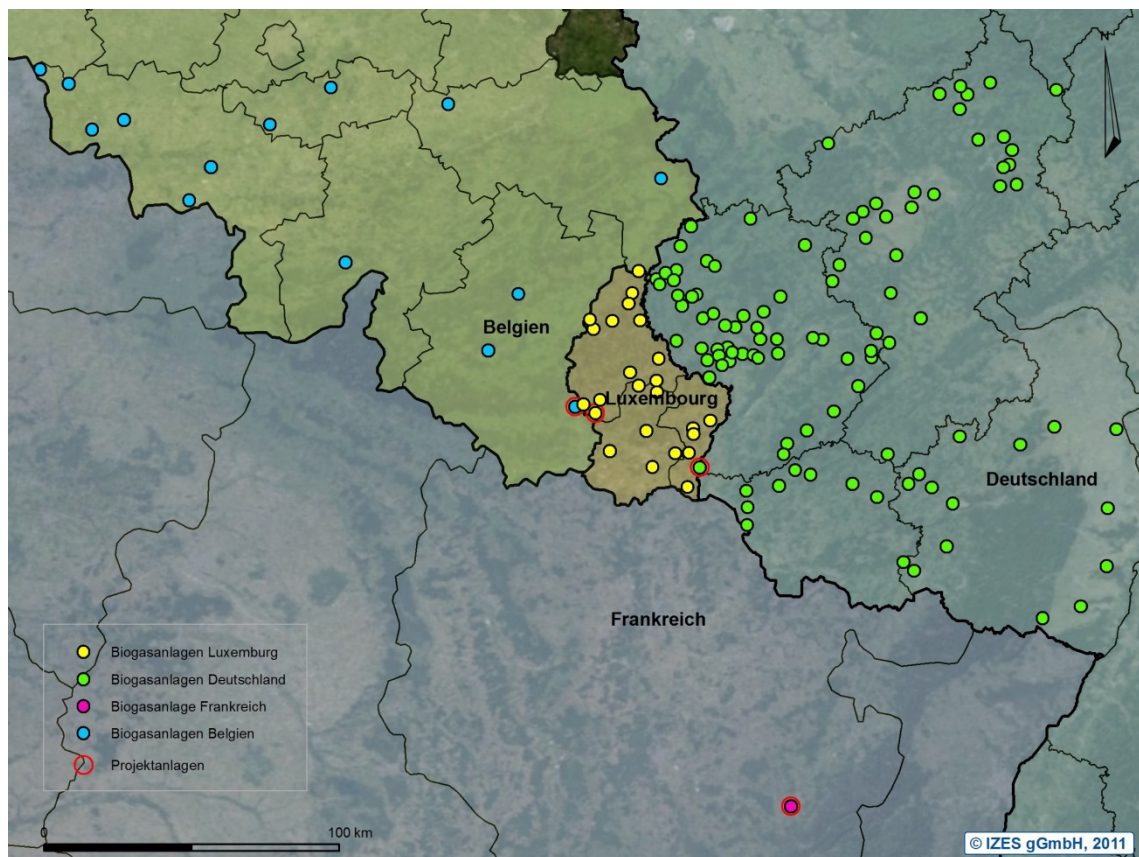 N
Belgien
Luxembourg
Deutschland
Frankreich
Biogasanlagen Luxemburg
Biogasanlagen Deutschland
Biogasanlage Frankreich
Biogasanlagen Belgien
Projektanlagen
0 100 km
© IZES gGmbH, 2011